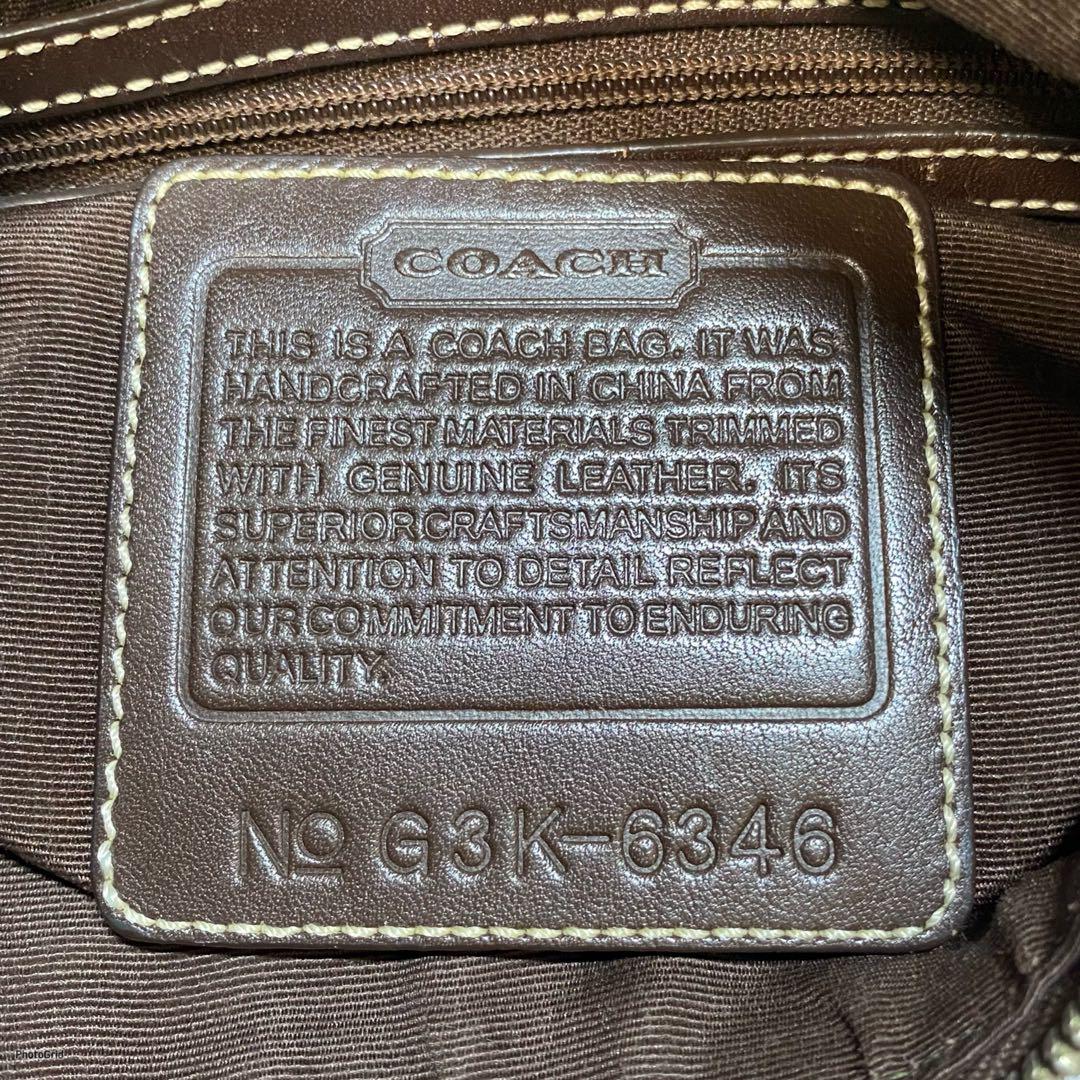 COACH
THIS IS A COACH BAG. IT WAS
HANDCRAFTED IN CHINA FROM
THE FINEST MATERIALS TRIMMED
WITH GENUINE LEATHER. ITS
SUPERIOR CRAFTSMANSHIP AND
ATTENTION TO DETAIL REFLECT
OUR COMMITMENT TO ENDURING
QUALITY.
No G3K-6346
PhotoGrid